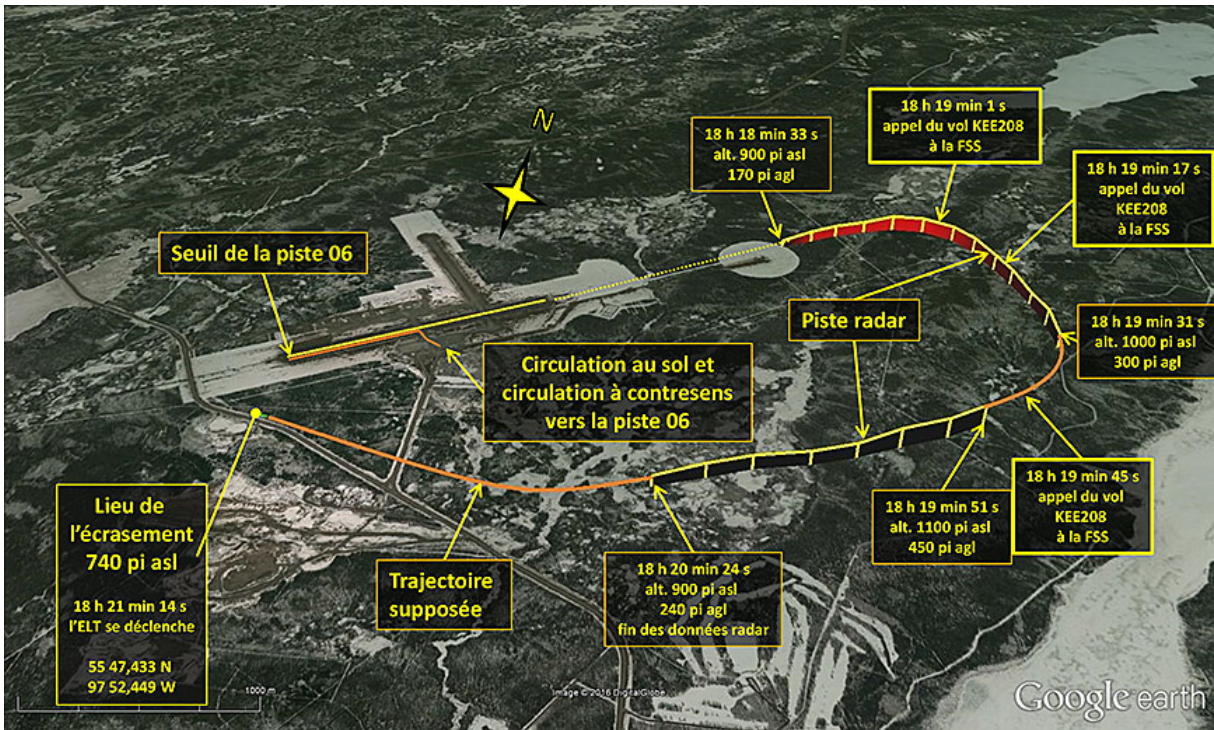 N
18 h 18 min 33 s
alt. 900 pi asl
170 pi agl
18 h 19 min 1 s
appel du vol KEE208
à la FSS
18 h 19 min 17 s
appel du vol
KEE208
à la FSS
Seuil de la piste 06
Piste radar
18 h 19 min 31 s
alt. 1000 pi asl
300 pi agl
Circulation au sol et
circulation à contresens
vers la piste 06
Lieu de
l'écrasement
740 pi asl
18 h 21 min 14 s
l'ELT se déclenche
55 47,433 N
97 52,449 W
Trajectoire
supposée
18 h 20 min 24 s
alt. 900 pi asl
240 pi agl
fin des données radar
18 h 19 min 51 s
alt. 1100 pi asl
450 pi agl
18 h 19 min 45 s
appel du vol
KEE208
à la FSS
1000 m
Image © 2016 DigitalGlobe
Google earth